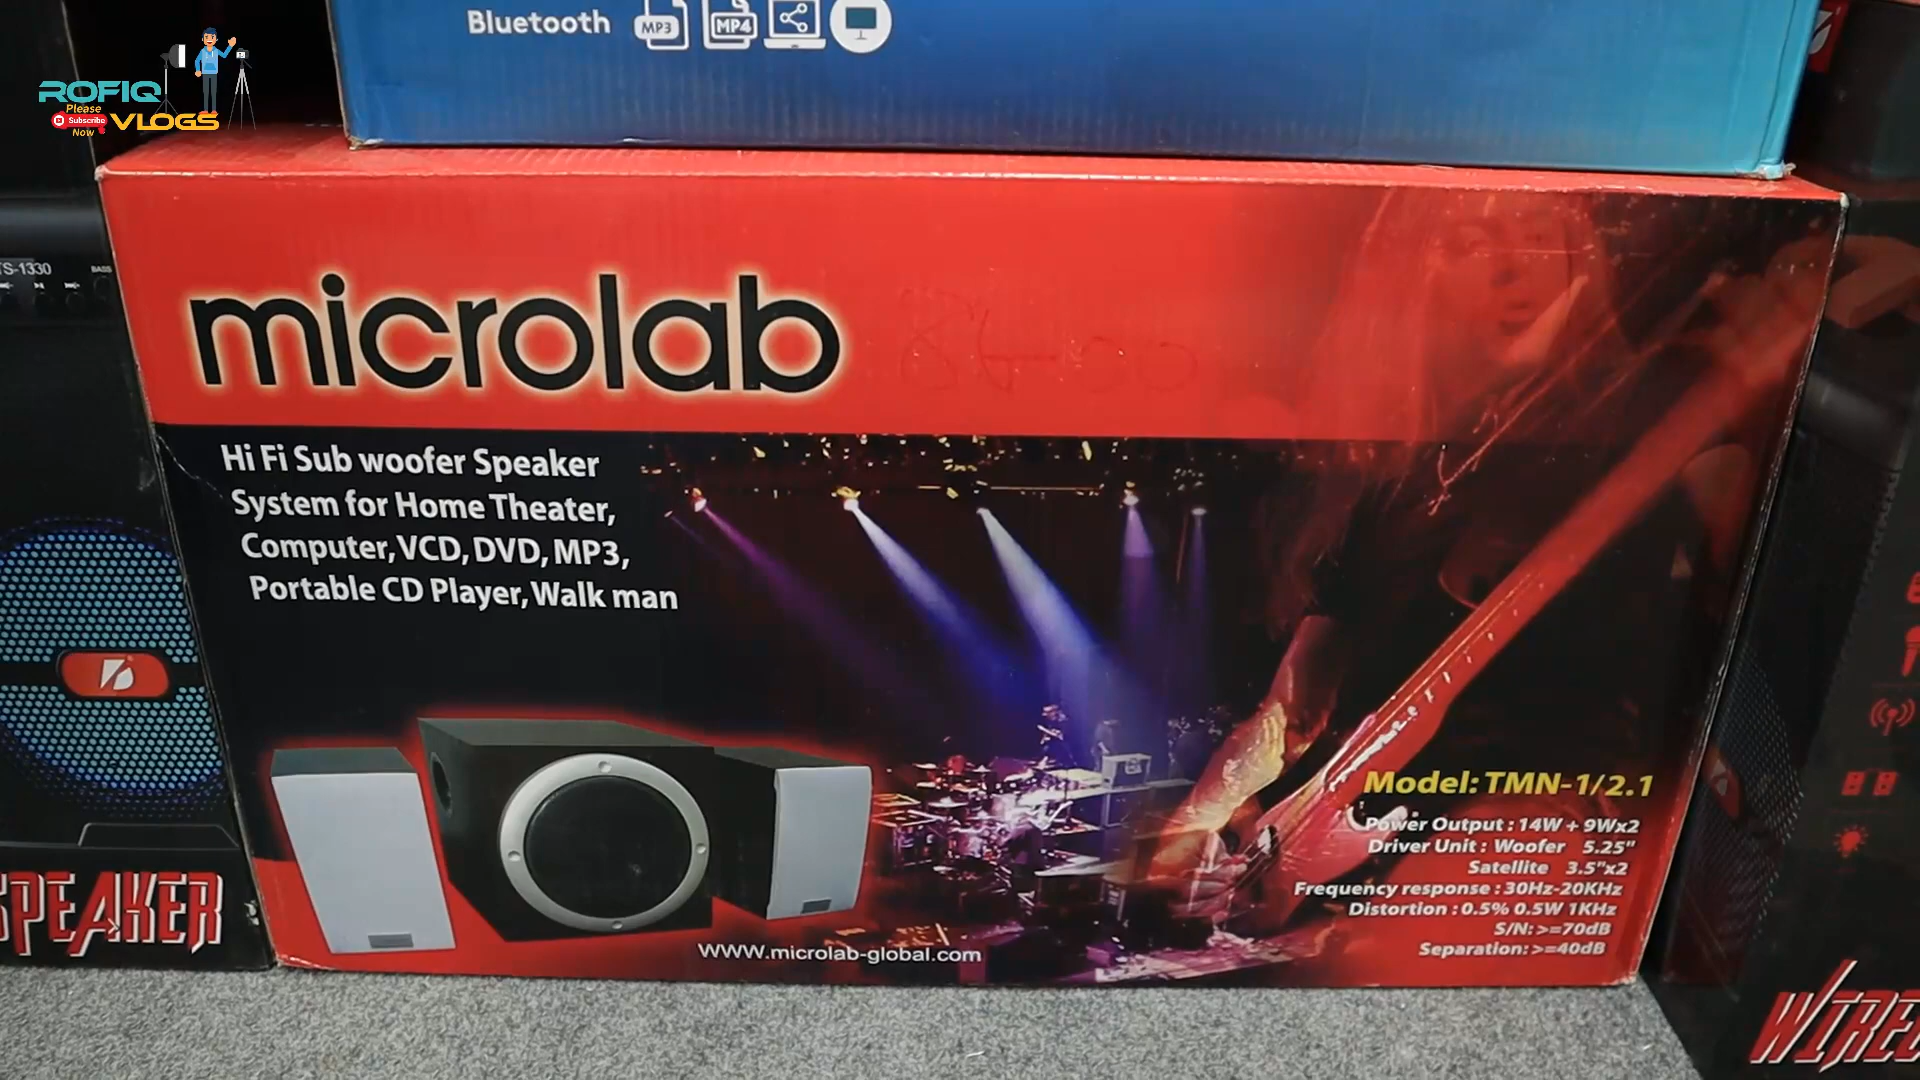 Bluetooth
MP3
MP4
ROFIQ
Please
Subscribe
Now
VLOGS
TS-1330
BASS
microlab
Hi Fi Sub woofer Speaker
System for Home Theater,
Computer, VCD, DVD, MP3,
Portable CD Player, Walk man
Model: TMN-1/2.1
Power Output : 14W + 9Wx2
Driver Unit : Woofer 5.25"
Satellite 3.5"x2
Frequency response : 30Hz-20KHz
Distortion : 0.5% 0.5W 1KHz
S/N: >=70dB
Separation: >=40dB
WWW.microlab-global.com
SPEAKER